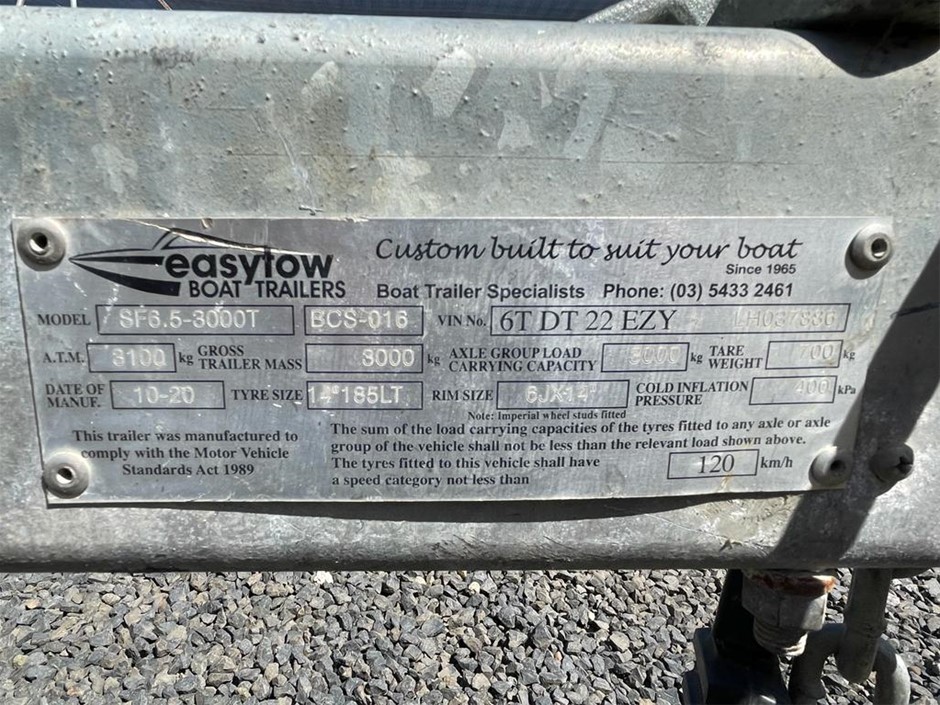 easytow
BOAT TRAILERS
Custom built to suit your boat
Since 1965
Boat Trailer Specialists Phone: (03) 5433 2461
MODEL SF6.5-3000T BCS-016 VIN No. 6T DT 22 EZY LH037886
A.T.M. 3100 kg GROSS TRAILER MASS 3000 kg AXLE GROUP LOAD CARRYING CAPACITY 3000 kg TARE WEIGHT 700 kg
DATE OF MANUF. 10-20 TYRE SIZE 14"185LT RIM SIZE 6JX14" COLD INFLATION PRESSURE 400 kPa
Note: Imperial wheel studs fitted
This trailer was manufactured to
comply with the Motor Vehicle
Standards Act 1989
The sum of the load carrying capacities of the tyres fitted to any axle or axle
group of the vehicle shall not be less than the relevant load shown above.
The tyres fitted to this vehicle shall have
a speed category not less than
120 km/h